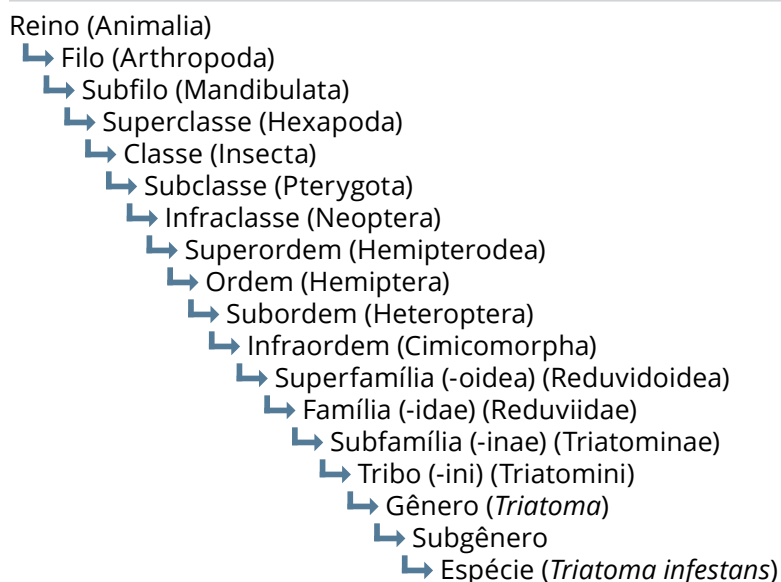 Reino (Animalia)
Filo (Arthropoda)
Subfilo (Mandibulata)
Superclasse (Hexapoda)
Classe (Insecta)
Subclasse (Pterygota)
Infraclasse (Neoptera)
Superordem (Hemipterodea)
Ordem (Hemiptera)
Subordem (Heteroptera)
Infraordem (Cimicomorpha)
Superfamília (-oidea) (Reduvidoidea)
Família (-idae) (Reduviidae)
Subfamília (-inae) (Triatominae)
Tribo (-ini) (Triatomini)
Gênero (Triatoma)
Subgênero
Espécie (Triatoma infestans)